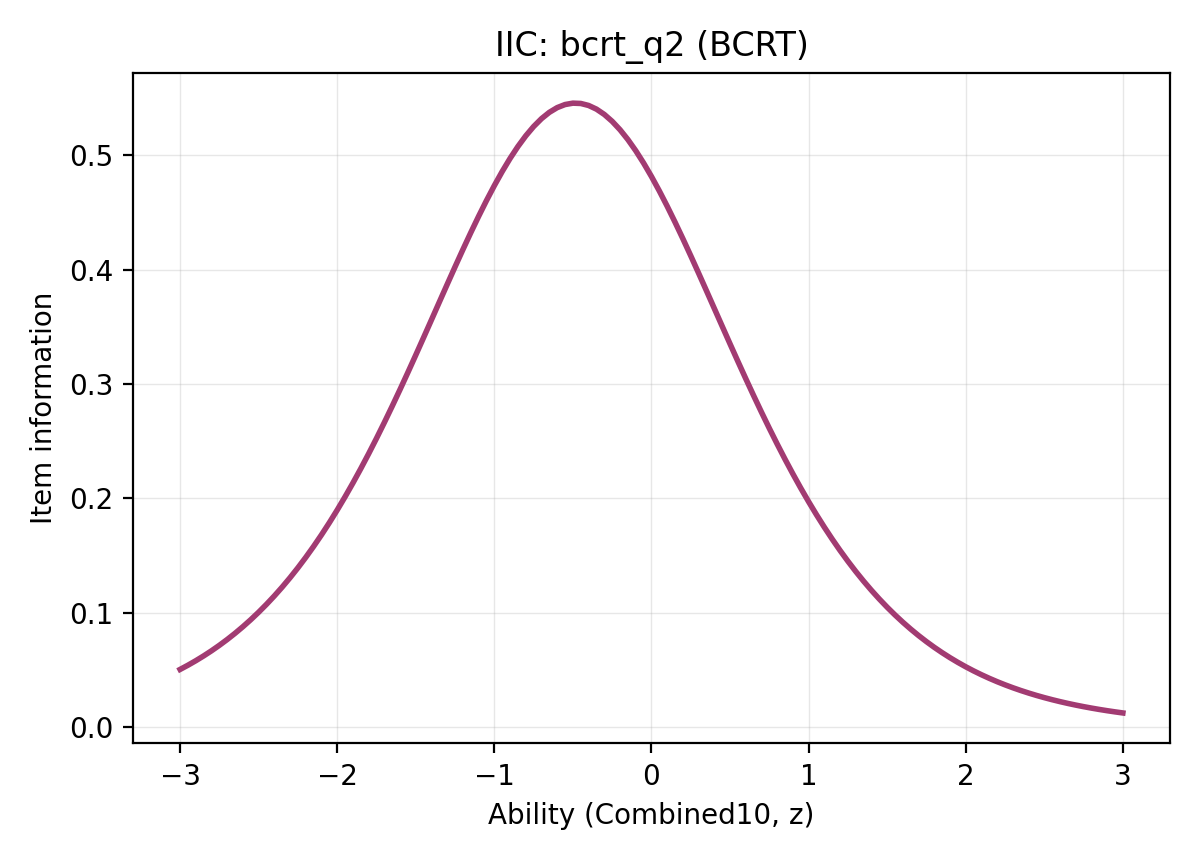 IIC: bcrt_q2 (BCRT)
Item information
0.5
0.4
0.3
0.2
0.1
0.0
−3 −2 −1 0 1 2 3
Ability (Combined10, z)